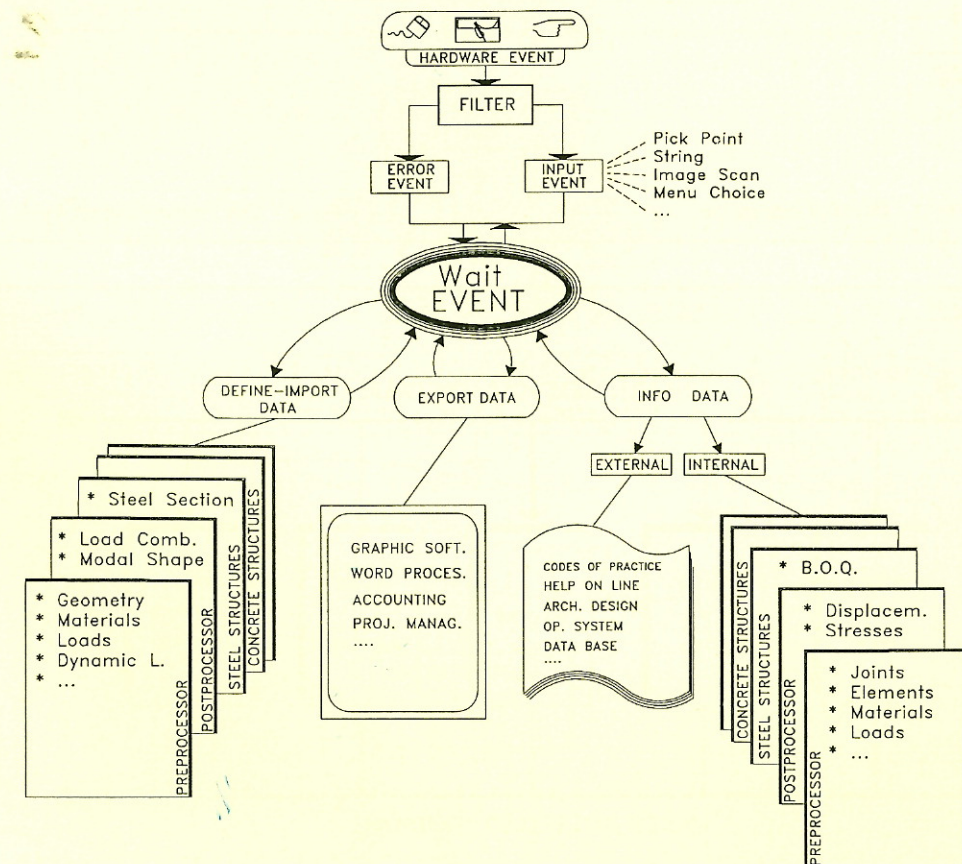 HARDWARE EVENT
FILTER
ERROR
EVENT
INPUT
EVENT
Pick Point
String
Image Scan
Menu Choice
...
Wait
EVENT
DEFINE-IMPORT
DATA
EXPORT DATA
INFO DATA
EXTERNAL
INTERNAL
* Steel Section
* Load Comb.
* Modal Shape
* Geometry
* Materials
* Loads
* Dynamic L.
* ...
PREPROCESSOR
POSTPROCESSOR
STEEL STRUCTURES
CONCRETE STRUCTURES
GRAPHIC SOFT.
WORD PROCES.
ACCOUNTING
PROJ. MANAG.
....
CODES OF PRACTICE
HELP ON LINE
ARCH. DESIGN
OP. SYSTEM
DATA BASE
....
CONCRETE STRUCTURES
STEEL STRUCTURES
POSTPROCESSOR
PREPROCESSOR
* B.O.Q.
* Displacem.
* Stresses
* Joints
* Elements
* Materials
* Loads
* ...